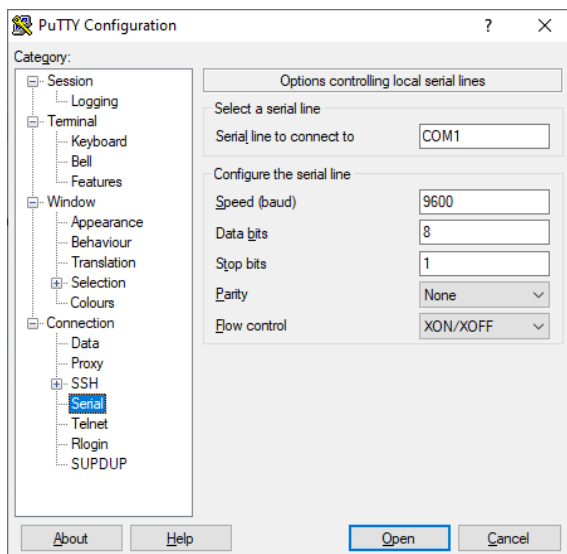 PuTTY Configuration ?
Category:
Session
Logging
Terminal
Keyboard
Bell
Features
Window
Appearance
Behaviour
Translation
Selection
Colours
Connection
Data
Proxy
SSH
Serial
Telnet
Rlogin
SUPDUP
Options controlling local serial lines
Select a serial line
Serial line to connect to COM1
Configure the serial line
Speed (baud) 9600
Data bits 8
Stop bits 1
Parity None
Flow control XON/XOFF
About Help Open Cancel